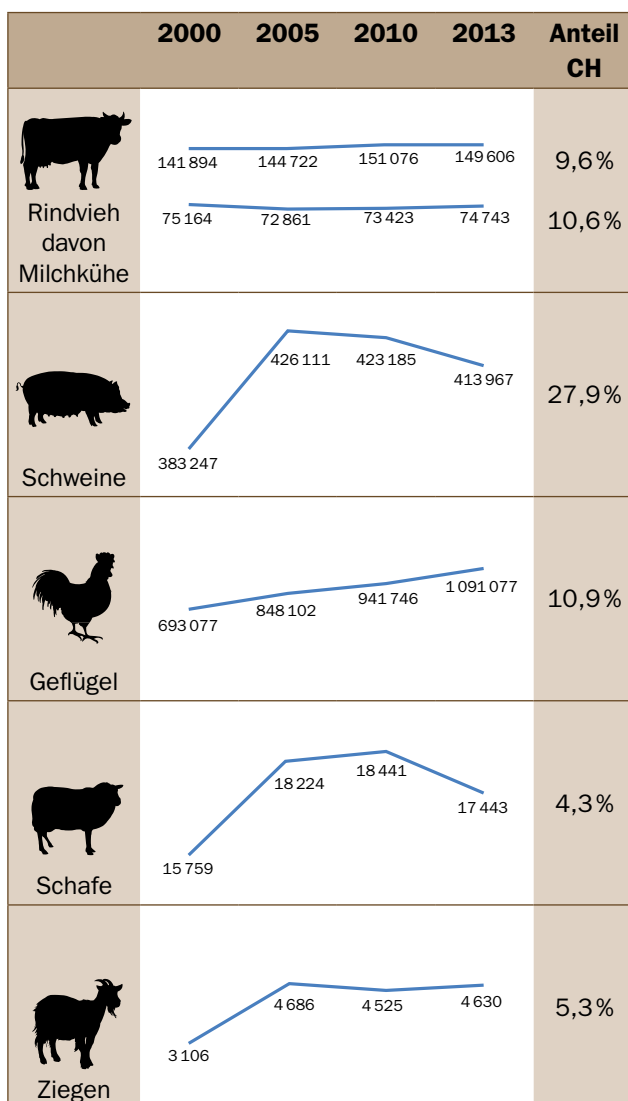 2000 2005 2010 2013 Anteil
CH
141 894 144 722 151 076 149 606 9,6 %
Rindvieh
davon
Milchkühe
75 164 72 861 73 423 74 743 10,6 %
426 111 423 185
413 967
383 247
27,9 %
Schweine
693 077 848 102 941 746 1 091 077
10,9 %
Geflügel
18 224 18 441
17 443
15 759
4,3 %
Schafe
4 686 4 525 4 630
3 106
5,3 %
Ziegen